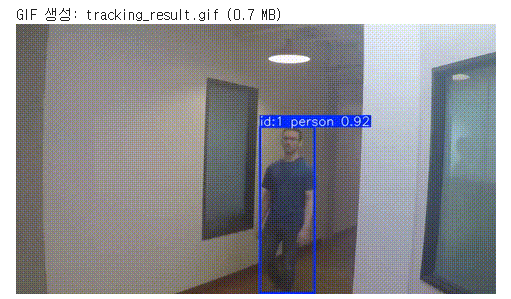 GIF 생성: tracking_result.gif (0.7 MB)
id:1 person 0.92